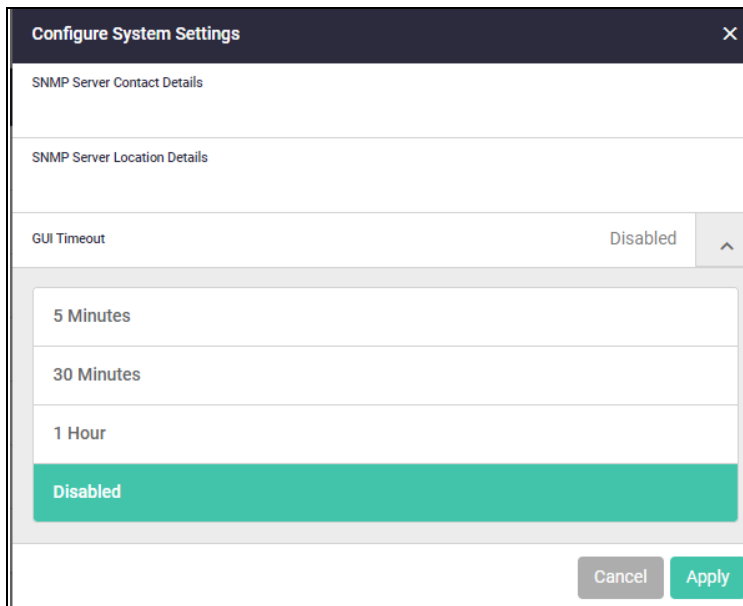 Configure System Settings
SNMP Server Contact Details
SNMP Server Location Details
GUI Timeout Disabled
5 Minutes
30 Minutes
1 Hour
Disabled
Cancel Apply